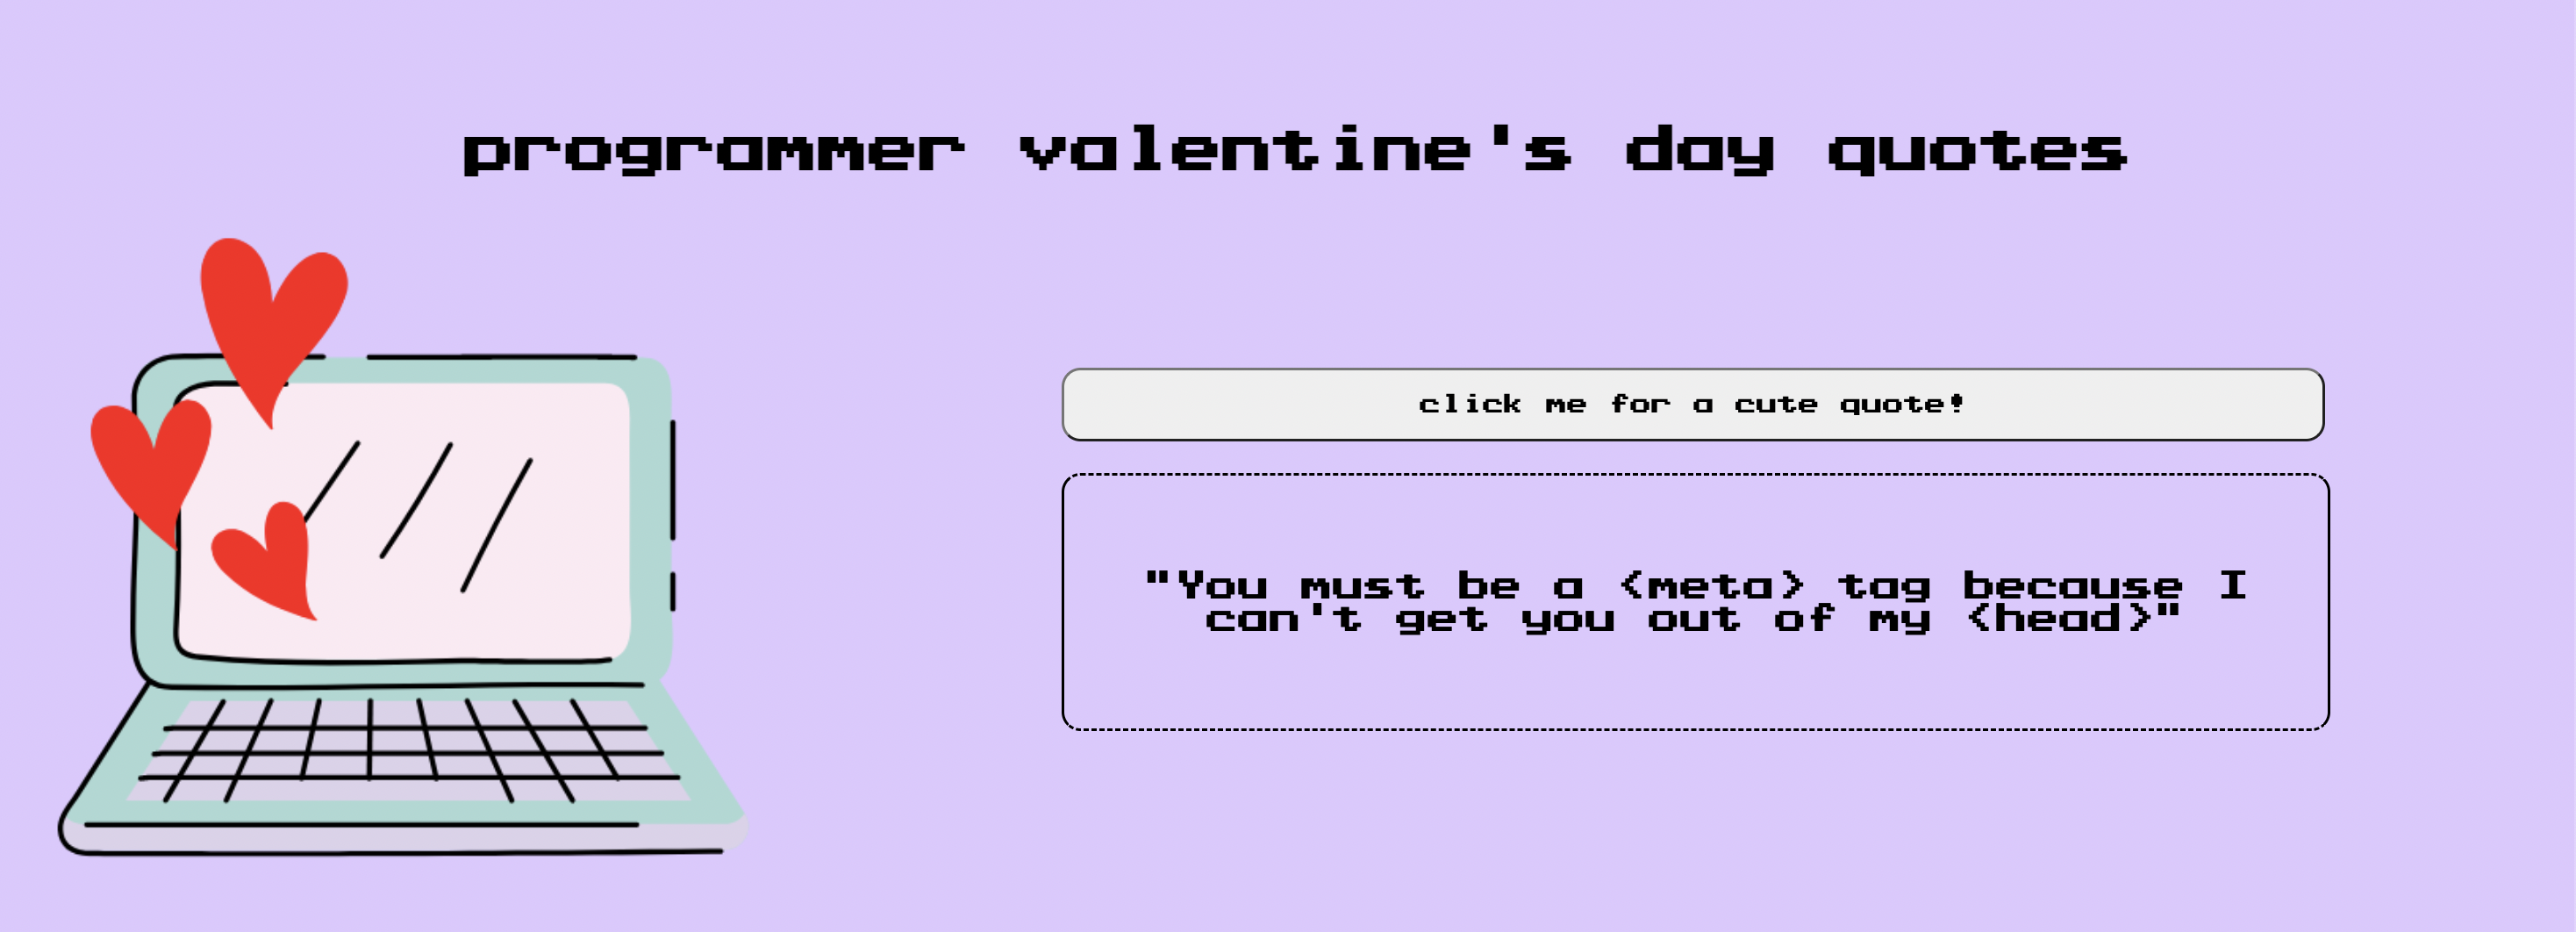 programmer valentine's day quotes
click me for a cute quote!
"You must be a <meta> tag because I
can't get you out of my <head>"